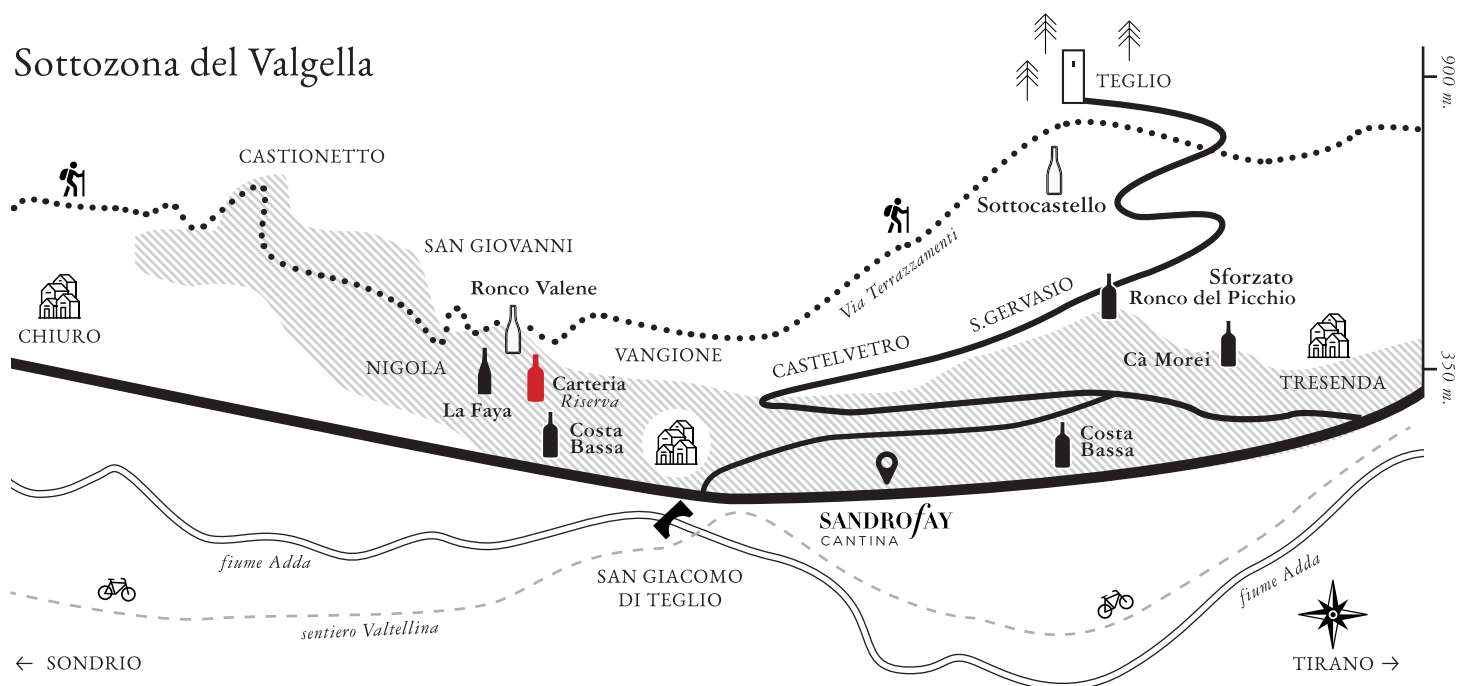 Sottozona del Valgella
TEGLIO
900 m.
CASTIONETTO
Sottocastello
SAN GIOVANNI
Via Terrazzamenti
Ronco Valene
S.GERVASIO
Sforzato
Ronco del Picchio
CHIURO
NIGOLA
VANGIONE
CASTELVETRO
Cà Morei
TRESENDA
350 m.
La Faya
Carteria
Riserva
Costa
Bassa
Costa
Bassa
SANDROfAY
CANTINA
fiume Adda
SAN GIACOMO
DI TEGLIO
fiume Adda
sentiero Valtellina
← SONDRIO
TIRANO →